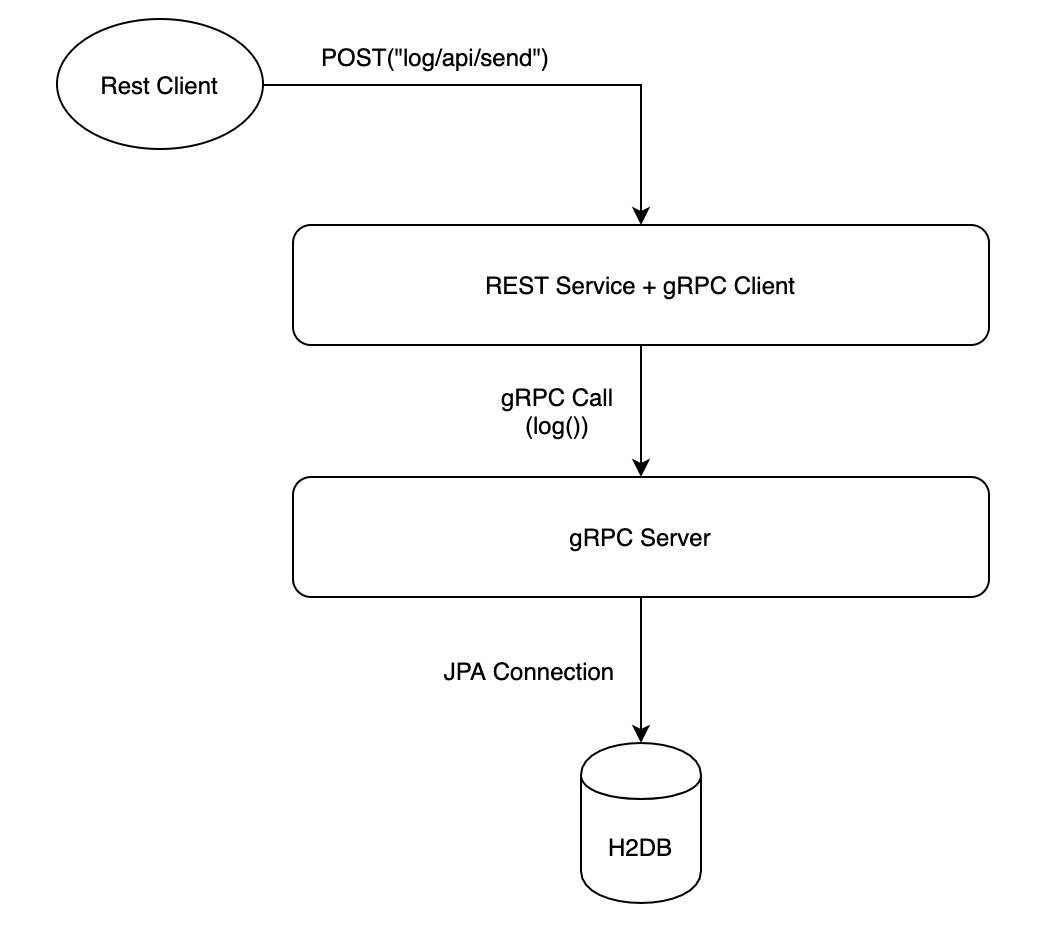 POST("log/api/send")
Rest Client
REST Service + gRPC Client
gRPC Call
(log())
gRPC Server
JPA Connection
H2DB